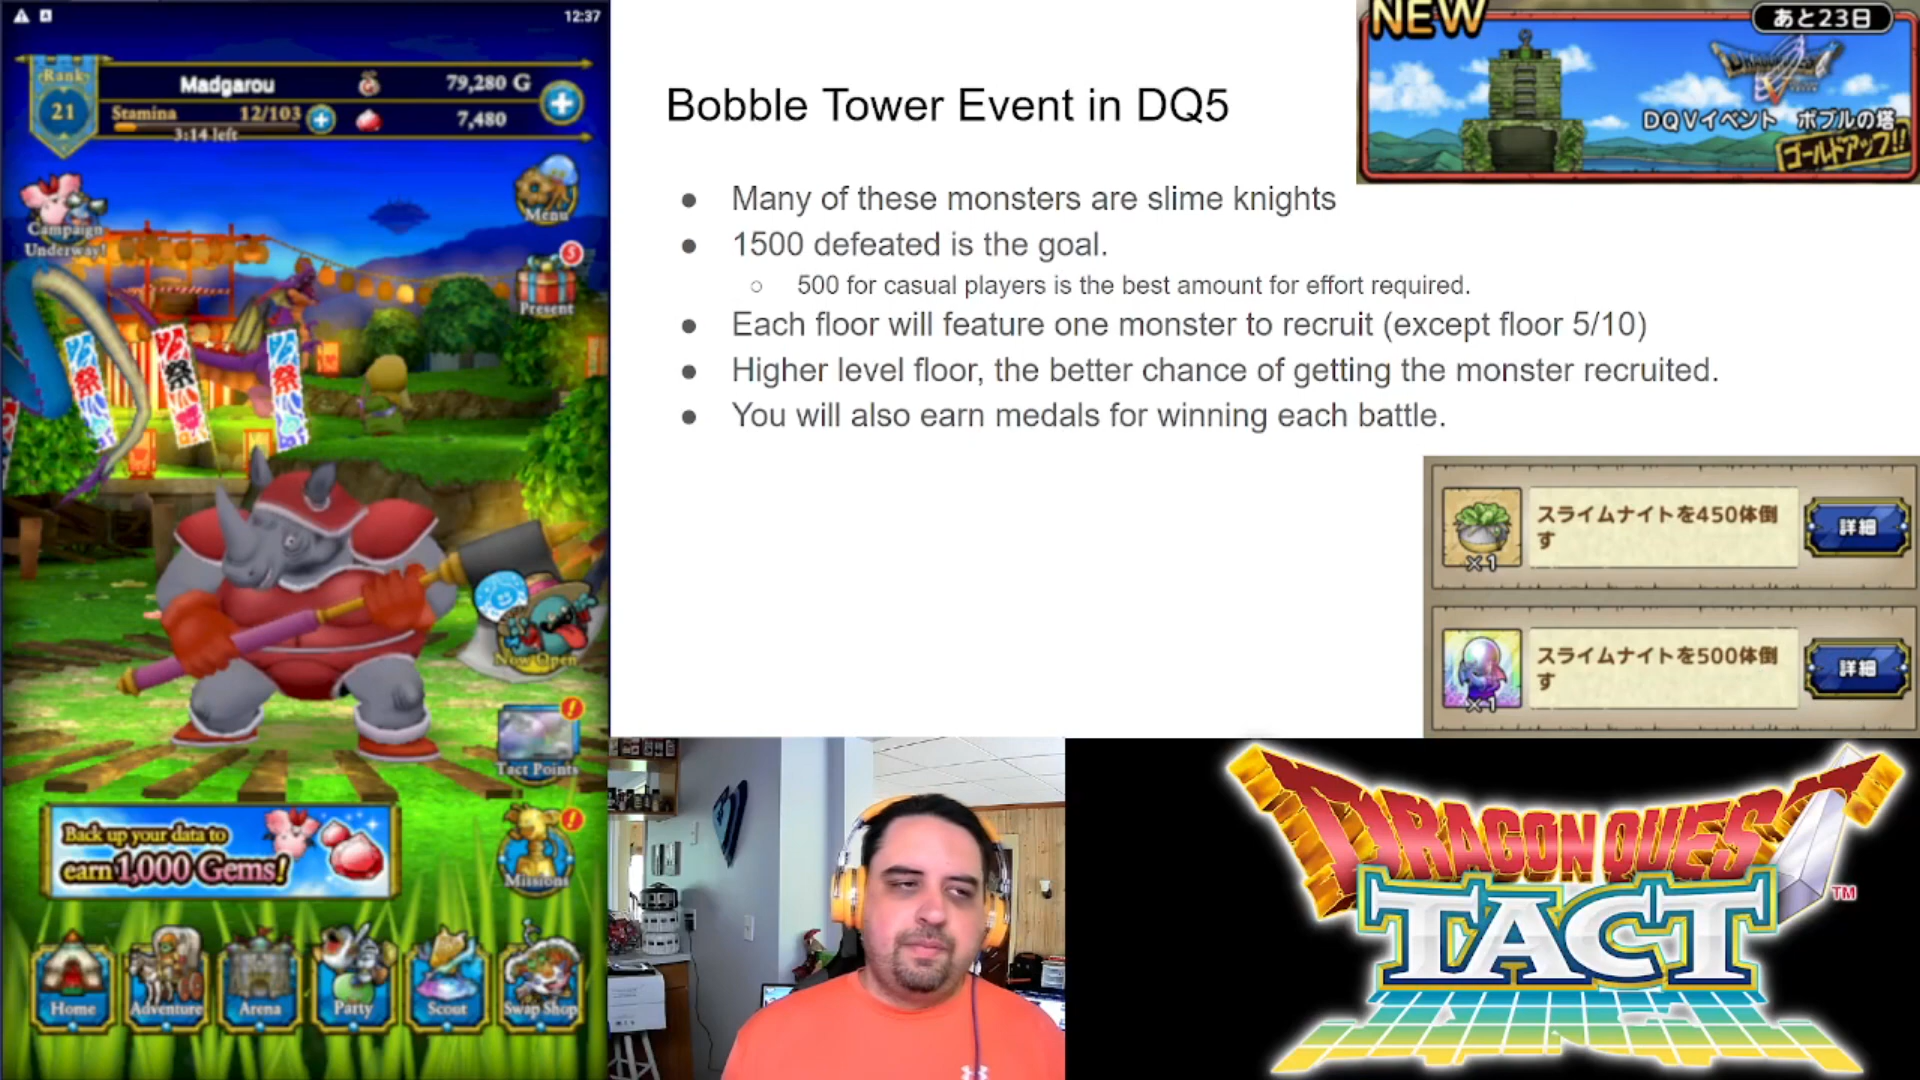 12:37
Rank
21
Madgarou
79,280 G
Stamina
12/103
7,480
3:14 left
Campaign
Underway!
Menu
5
Present
祭
祭
祭
Now Open
Tact Points
Back up your data to
earn 1,000 Gems!
Missions
Home
Adventure
Arena
Party
Scout
Swap Shop
Bobble Tower Event in DQ5
Many of these monsters are slime knights
1500 defeated is the goal.
500 for casual players is the best amount for effort required.
Each floor will feature one monster to recruit (except floor 5/10)
Higher level floor, the better chance of getting the monster recruited.
You will also earn medals for winning each battle.
NEW
あと23日
DRAGON QUEST
V
DQⅤイベント ボブルの塔
ゴールドアップ!!
スライムナイトを450体倒
す
×1
詳細
スライムナイトを500体倒
す
×1
詳細
DRAGON QUEST
TACT
TM